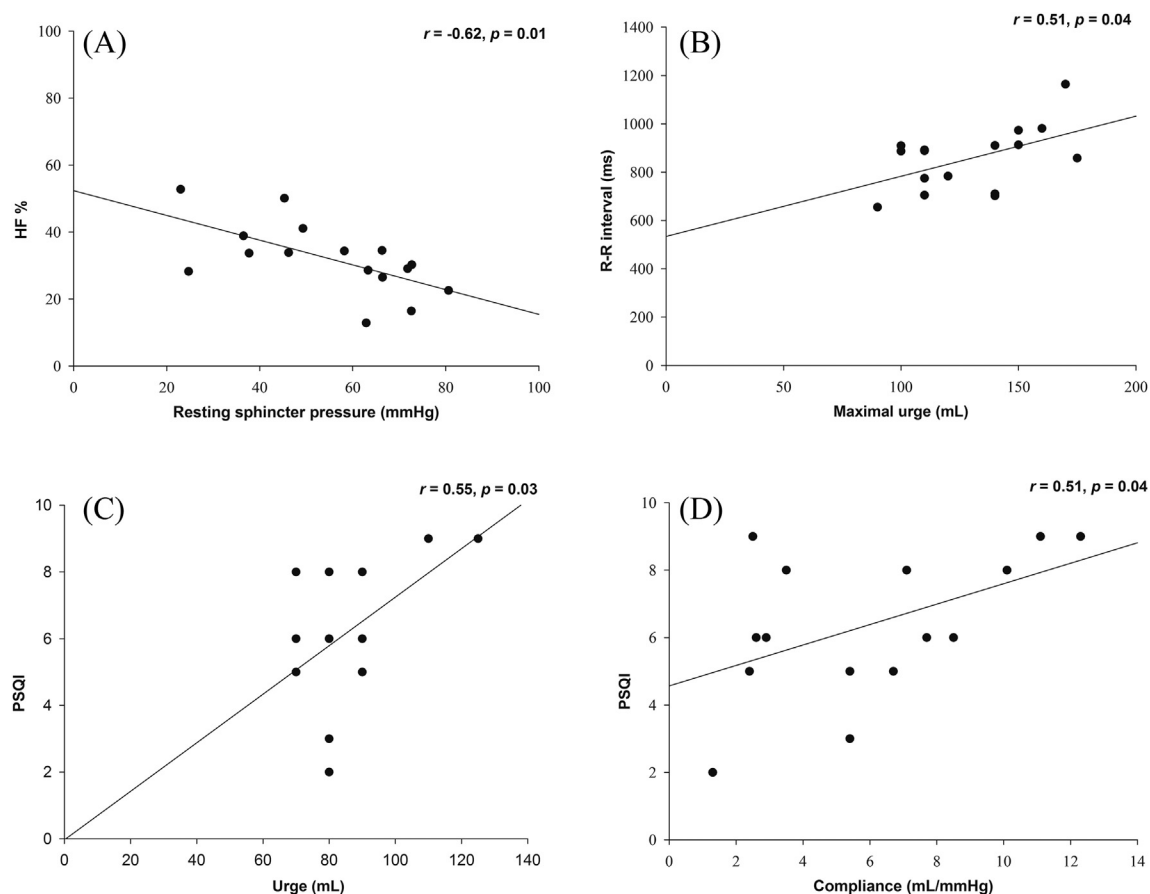 (A)
r = -0.62, p = 0.01
100
80
60
40
20
0
HF %
0 20 40 60 80 100
Resting sphincter pressure (mmHg)
(B)
r = 0.51, p = 0.04
1400
1200
1000
800
600
400
200
0
R-R interval (ms)
0 50 100 150 200
Maximal urge (mL)
(C)
r = 0.55, p = 0.03
10
8
6
4
2
0
PSQI
0 20 40 60 80 100 120 140
Urge (mL)
(D)
r = 0.51, p = 0.04
10
8
6
4
2
0
PSQI
0 2 4 6 8 10 12 14
Compliance (mL/mmHg)